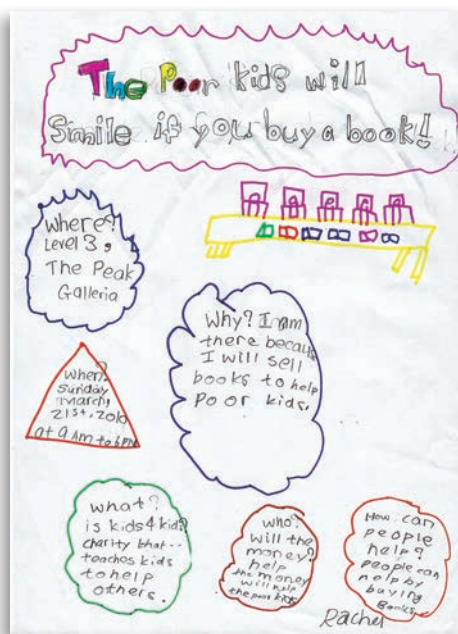 The Poor kids will
Smile if you buy a book!
Where?
Level 3,
The Peak
Galleria
Why? I am
there becaus
I will sell
books to help
poor kids.
when?
Sunday
march,
21st, 2010
at 9 Am to 6 PM
what?
is kids4kid?
charity that..
teaches kids
to help
others.
who?
will the
money?
help
the money
will help
the poor kids
How can
people
help?
people can
help by
buying
Books.
Rachel